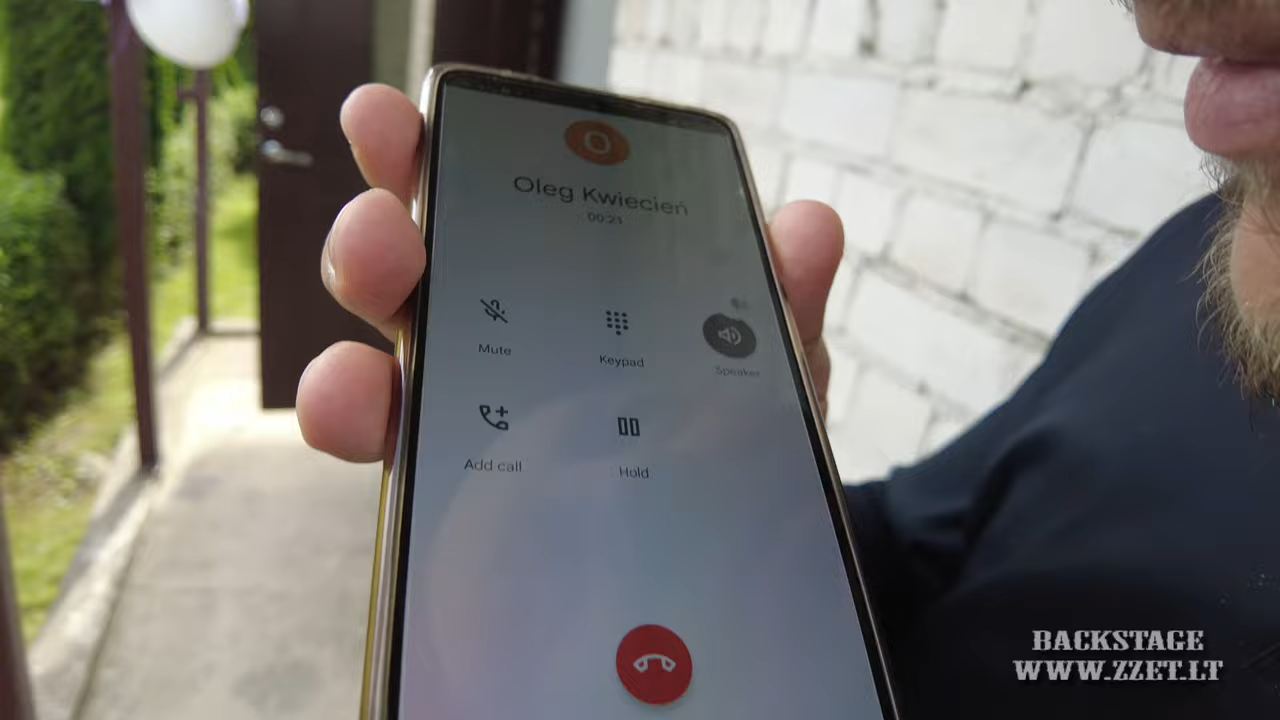 O
Oleg Kwiecień
00:21
Mute
Keypad
Speaker
Add call
Hold
BACKSTAGE
WWW.ZZET.LT